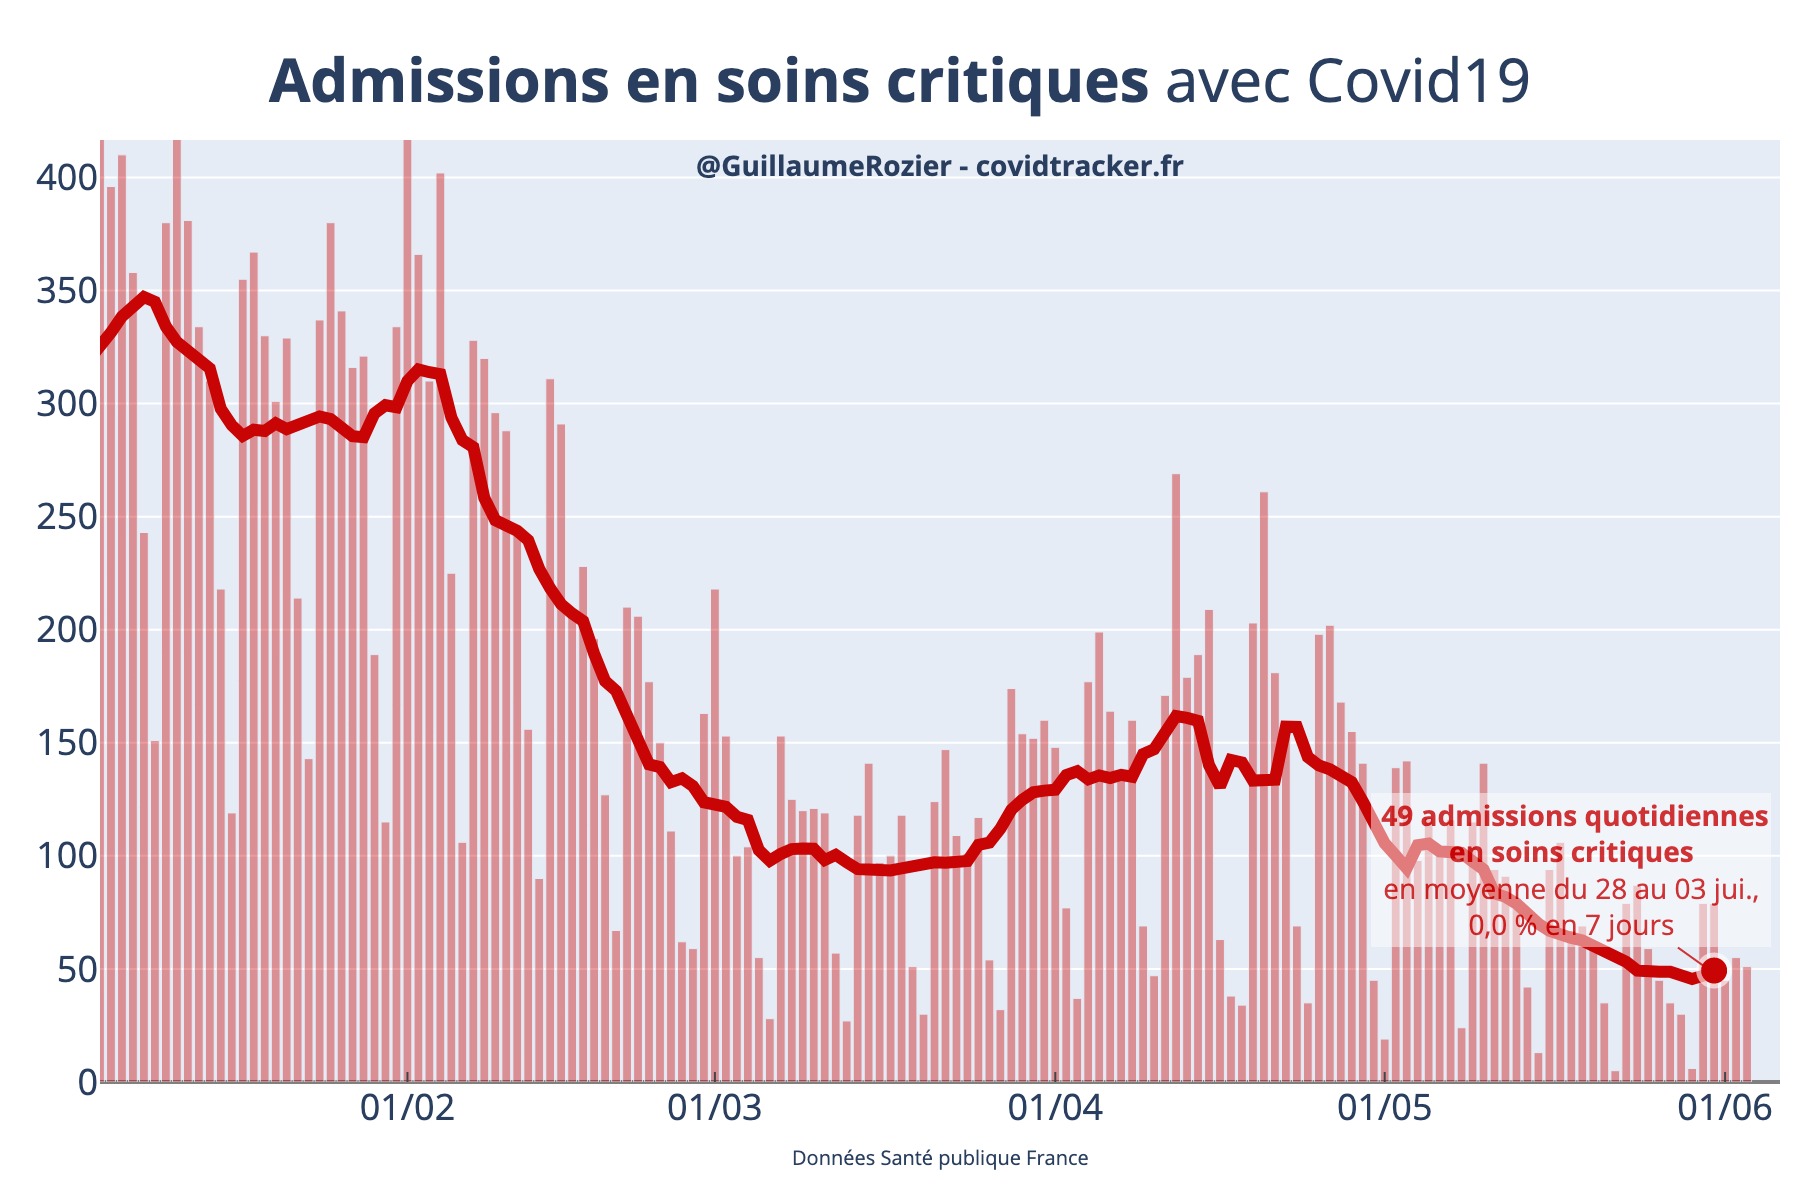 Admissions en soins critiques avec Covid19
@GuillaumeRozier - covidtracker.fr
400
350
300
250
200
150
100
50
0
49 admissions quotidiennes
en soins critiques
en moyenne du 28 au 03 jui.,
0,0 % en 7 jours
01/02
01/03
01/04
01/05
01/06
Données Santé publique France